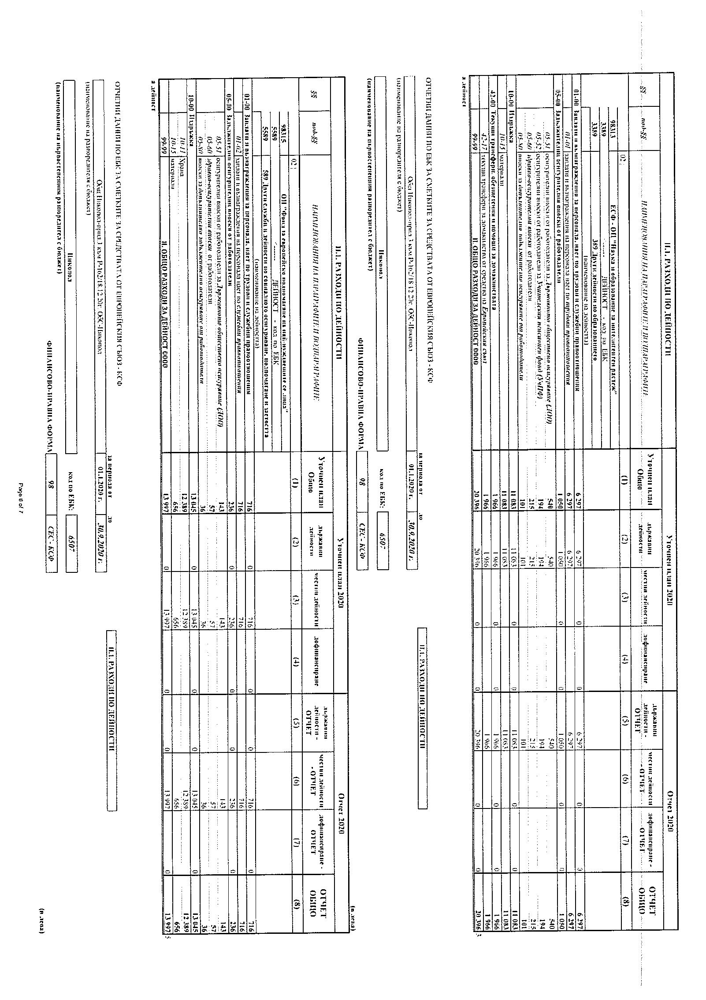 II.1. РАЗХОДИ ПО ДЕЙНОСТИ Уточнен план 2020 Отчет 2020
§§ под-§§ НАИМЕНОВАНИЯ НА ПАРАГРАФИ И ПОДПАРАГРАФИ Уточнен план Общо държавни дейности местни дейности дофинансиране държавни дейности - ОТЧЕТ местни дейности - ОТЧЕТ дофинансиране - ОТЧЕТ ОТЧЕТ ОБЩО
02: (1) (2) (3) (4) (5) (6) (7) (8)
98313 ЕСФ - ОП "Наука и образование за интелигентен растеж"
3389 ДЕЙНОСТ - код по ЕБК
3389 389 Други дейности по образованието
(наименование на дейността)
01-00 Заплати и възнаграждения за персонала, нает по трудови и служебни правоотношения 6 297 6 297 0 0 6 297 0 0 6 297
01-01 заплати и възнаграждения на персонала нает по трудови правоотношения 6 297 6 297 6 297 6 297
05-00 Задължителни осигурителни вноски от работодатели 1 050 1 050 0 0 1 050 0 0 1 050
05-51 осигурителни вноски от работодатели за Държавното обществено осигуряване (ДОО) 540 540 540 540
05-52 осигурителни вноски от работодатели за Учителския пенсионен фонд (УчПФ) 194 194 194 194
05-60 здравно-осигурителни вноски от работодатели 215 215 215 215
05-80 вноски за допълнително задължително осигуряване от работодатели 101 101 101 101
10-00 Издръжка 11 083 11 083 0 0 11 083 0 0 11 083
10-15 материали 11 083 11 083 11 083 11 083
42-00 Текущи трансфери, обезщетения и помощи за домакинствата 1 966 1 966 0 0 1 966 0 0 1 966
42-17 текущи трансфери за домакинства от средства на Европейския съюз 1 966 1 966 1 966 1 966
99-99 II. ОБЩО РАЗХОДИ ЗА ДЕЙНОСТ 0000 20 396 20 396 0 0 20 396 0 0 20 396 3
а дейност
ОТЧЕТНИ ДАННИ ПО ЕБК ЗА СМЕТКИТЕ ЗА СРЕДСТВАТА ОТ ЕВРОПЕЙСКИЯ СЪЮЗ - КСФ
за периода от до II.1. РАЗХОДИ ПО ДЕЙНОСТИ
Общ Никопол-прил.3 към Р-162/18.12.20г. ОбС-Никопол 01.1.2020 г. 30.9.2020 г.
(наименование на разпоредителя с бюджет)
Никопол код по ЕБК: 6507
(наименование на първостепенния разпоредител с бюджет)
ФИНАНСОВО-ПРАВНА ФОРМА 98 СЕС - КСФ
(в лева)
II.1. РАЗХОДИ ПО ДЕЙНОСТИ Уточнен план 2020 Отчет 2020
§§ под-§§ НАИМЕНОВАНИЯ НА ПАРАГРАФИ И ПОДПАРАГРАФИ Уточнен план Общо държавни дейности местни дейности дофинансиране държавни дейности - ОТЧЕТ местни дейности - ОТЧЕТ дофинансиране - ОТЧЕТ ОТЧЕТ ОБЩО
02: (1) (2) (3) (4) (5) (6) (7) (8)
98315 ОП "Фонд за европейско подпомагане на най-нуждаещите се лица"
5589 ДЕЙНОСТ - код по ЕБК
5589 589 Други служби и дейности по социалното осигуряване, подпомагане и заетостта
(наименование на дейността)
01-00 Заплати и възнаграждения за персонала, нает по трудови и служебни правоотношения 716 0 716 0 0 716 0 716
01-02 заплати и възнаграждения на персонала нает по служебни правоотношения 716 716 716 716
05-00 Задължителни осигурителни вноски от работодатели 236 0 236 0 0 236 0 236
05-51 осигурителни вноски от работодатели за Държавното обществено осигуряване (ДОО) 143 143 143 143
05-60 здравно-осигурителни вноски от работодатели 57 57 57 57
05-80 вноски за допълнително задължително осигуряване от работодатели 36 36 36 36
10-00 Издръжка 13 045 0 13 045 0 0 13 045 0 13 045
10-11 Храна 12 389 12 389 12 389 12 389
10-15 материали 656 656 656 656
99-99 II. ОБЩО РАЗХОДИ ЗА ДЕЙНОСТ 0000 13 997 0 13 997 0 0 13 997 0 13 997
а дейност
ОТЧЕТНИ ДАННИ ПО ЕБК ЗА СМЕТКИТЕ ЗА СРЕДСТВАТА ОТ ЕВРОПЕЙСКИЯ СЪЮЗ - КСФ
за периода от до II.1. РАЗХОДИ ПО ДЕЙНОСТИ
Общ Никопол-прил.3 към Р-162/18.12.20г. ОбС-Никопол 01.1.2020 г. 30.9.2020 г.
(наименование на разпоредителя с бюджет)
Никопол код по ЕБК: 6507
(наименование на първостепенния разпоредител с бюджет)
ФИНАНСОВО-ПРАВНА ФОРМА 98 СЕС - КСФ
(в лева)
Page 6 of 7